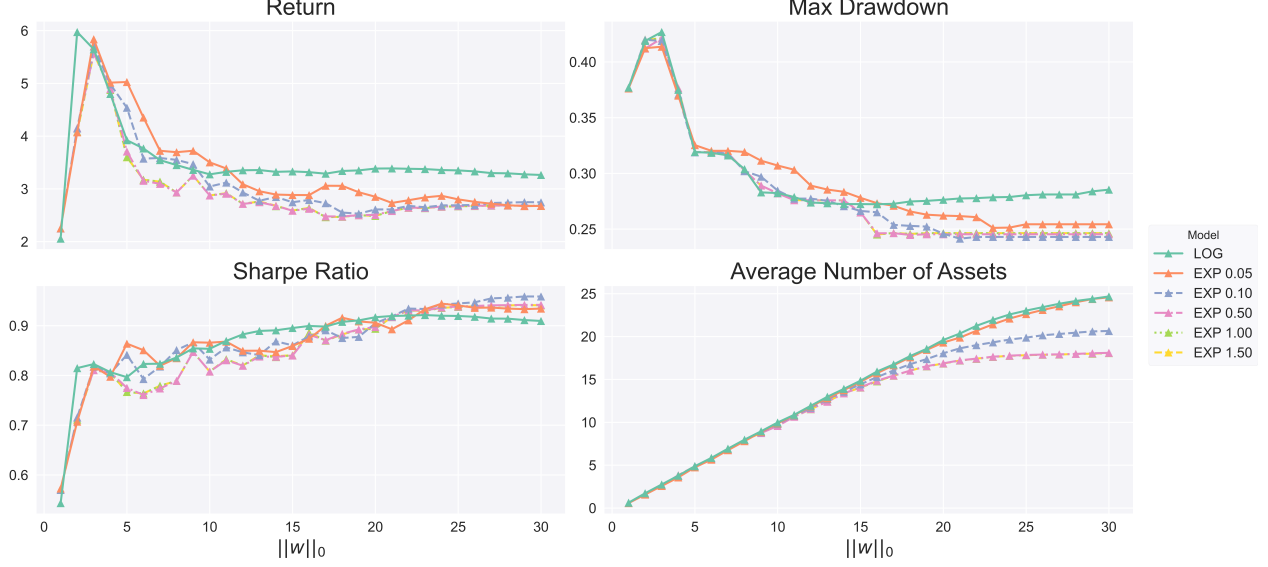 Return
6
5
4
3
2
Max Drawdown
0.40
0.35
0.30
0.25
Sharpe Ratio
0.9
0.8
0.7
0.6
0 5 10 15 20 25 30
||w||0
Average Number of Assets
25
20
15
10
5
0
0 5 10 15 20 25 30
||w||0
Model
LOG
EXP 0.05
EXP 0.10
EXP 0.50
EXP 1.00
EXP 1.50